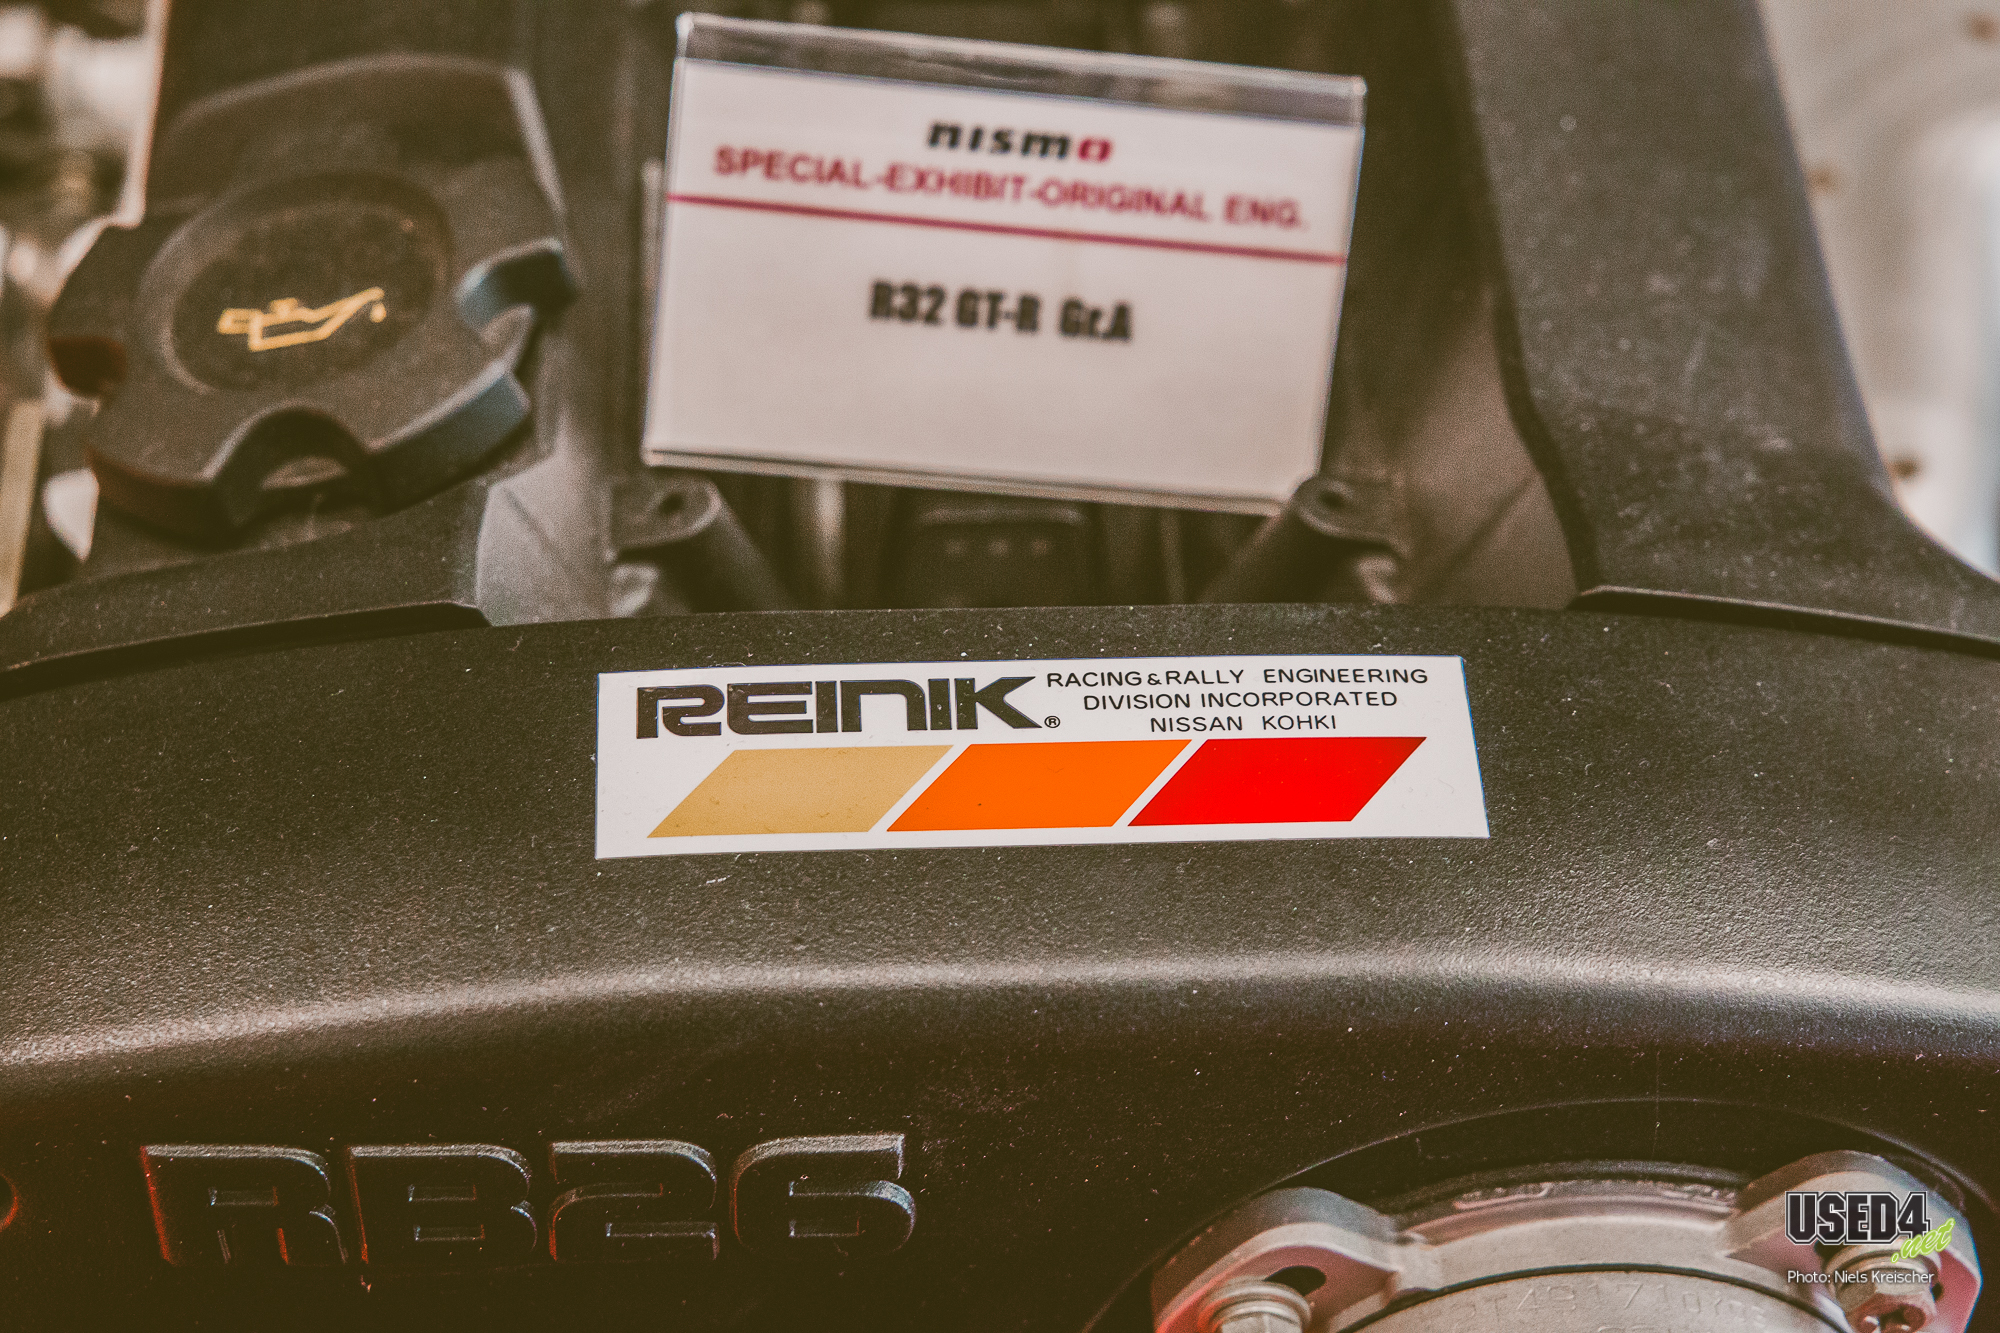 nismo
SPECIAL-EXHIBIT-ORIGINAL ENG.
R32 GT-R Gr.A
REINIK®
RACING & RALLY ENGINEERING
DIVISION INCORPORATED
NISSAN KOHKI
RB26
USED4
.net
Photo: Niels Kreischer